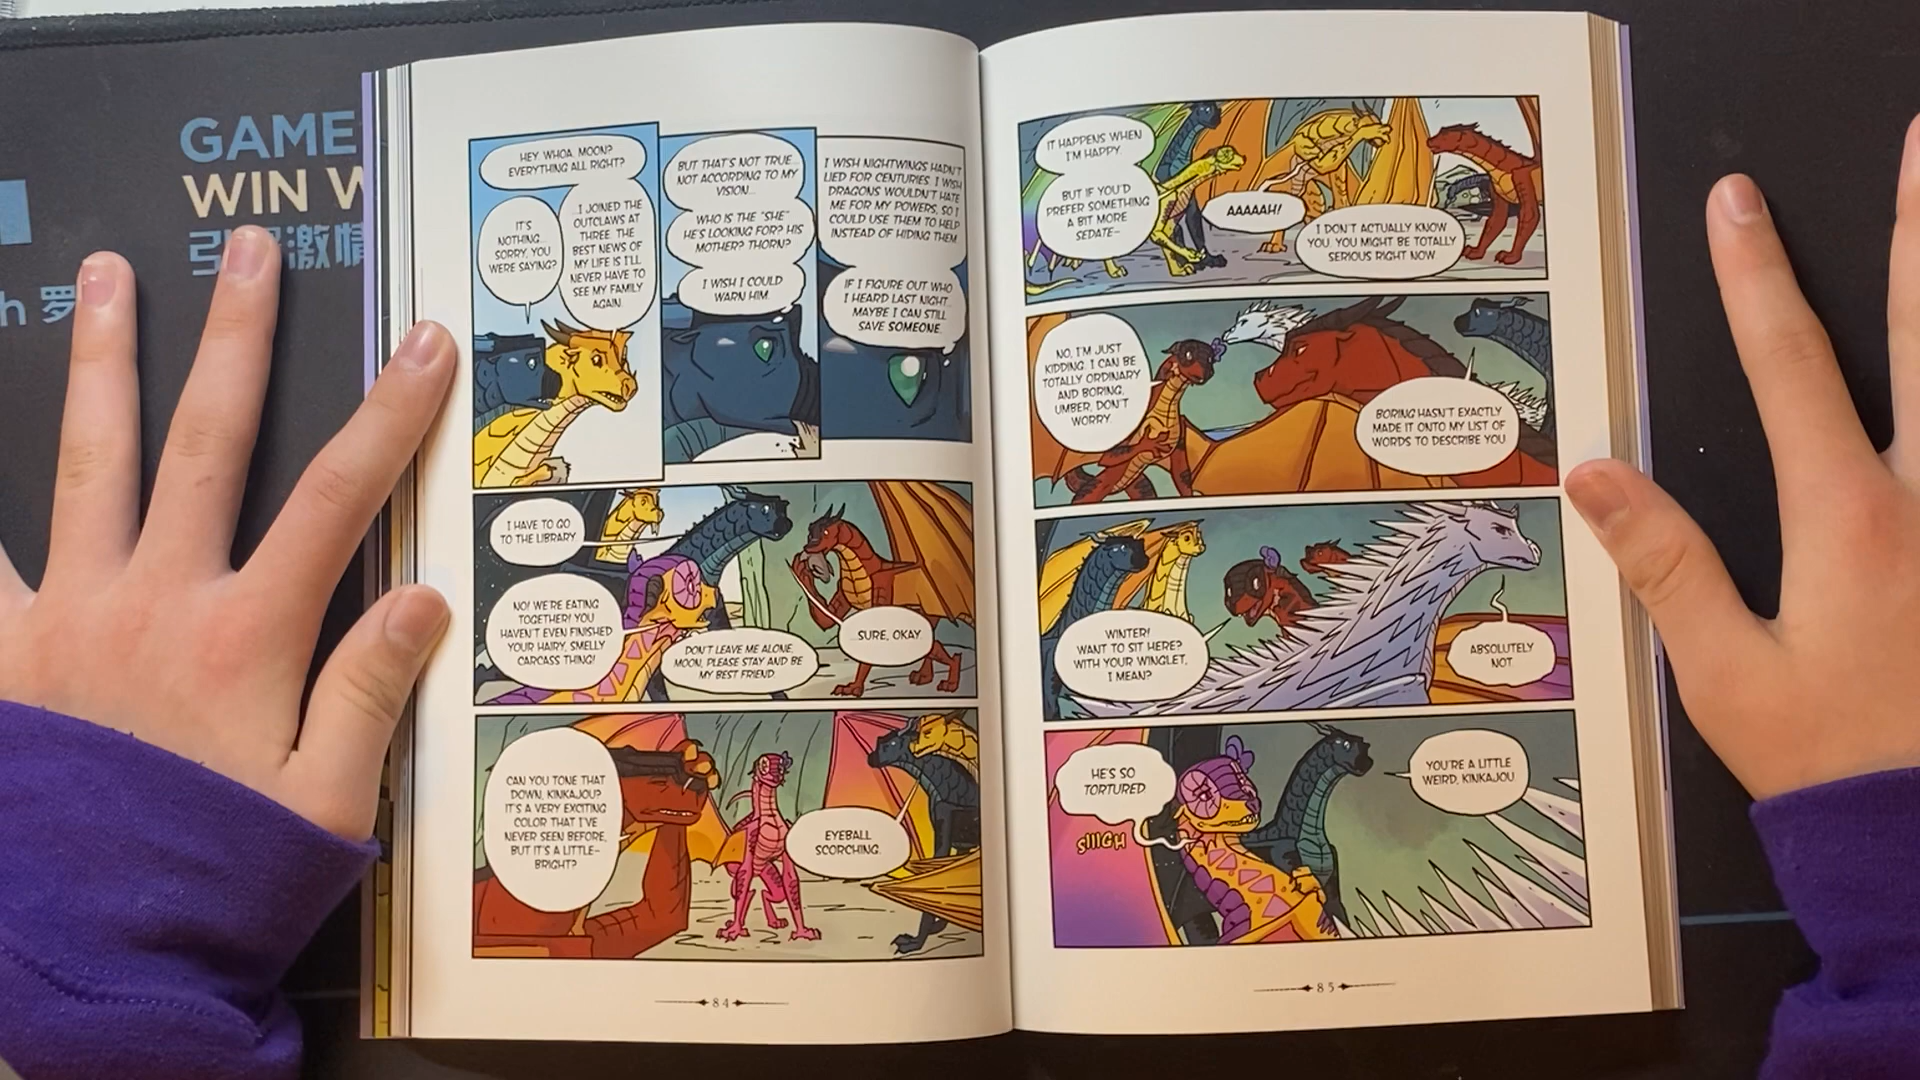 GAME
WIN W
引爆激情
h 罗
HEY. WHOA. MOON?
EVERYTHING ALL RIGHT?
IT'S
NOTHING...
SORRY, YOU
WERE SAYING?
...I JOINED THE
OUTCLAWS AT
THREE. THE
BEST NEWS OF
MY LIFE IS I'LL
NEVER HAVE TO
SEE MY FAMILY
AGAIN.
BUT THAT'S NOT TRUE...
NOT ACCORDING TO MY
VISION...
WHO IS THE "SHE"
HE'S LOOKING FOR? HIS
MOTHER? THORN?
I WISH I COULD
WARN HIM.
I WISH NIGHTWINGS HADN'T
LIED FOR CENTURIES. I WISH
DRAGONS WOULDN'T HATE
ME FOR MY POWERS, SO I
COULD USE THEM TO HELP
INSTEAD OF HIDING THEM.
IF I FIGURE OUT WHO
I HEARD LAST NIGHT...
MAYBE I CAN STILL
SAVE SOMEONE.
I HAVE TO GO
TO THE LIBRARY.
NO! WE'RE EATING
TOGETHER! YOU
HAVEN'T EVEN FINISHED
YOUR HAIRY, SMELLY
CARCASS THING!
DON'T LEAVE ME ALONE,
MOON, PLEASE STAY AND BE
MY BEST FRIEND.
...SURE, OKAY.
CAN YOU TONE THAT
DOWN, KINKAJOU?
IT'S A VERY EXCITING
COLOR THAT I'VE
NEVER SEEN BEFORE,
BUT IT'S A LITTLE–
BRIGHT?
EYEBALL
SCORCHING.
84
IT HAPPENS WHEN
I'M HAPPY.
BUT IF YOU'D
PREFER SOMETHING
A BIT MORE
SEDATE–
AAAAAH!
I DON'T ACTUALLY KNOW
YOU. YOU MIGHT BE TOTALLY
SERIOUS RIGHT NOW.
NO, I'M JUST
KIDDING. I CAN BE
TOTALLY ORDINARY
AND BORING,
UMBER, DON'T
WORRY.
BORING HASN'T EXACTLY
MADE IT ONTO MY LIST OF
WORDS TO DESCRIBE YOU.
WINTER!
WANT TO SIT HERE?
WITH YOUR WINGLET,
I MEAN?
ABSOLUTELY
NOT.
HE'S SO
TORTURED.
SIIIGH
YOU'RE A LITTLE
WEIRD, KINKAJOU.
85